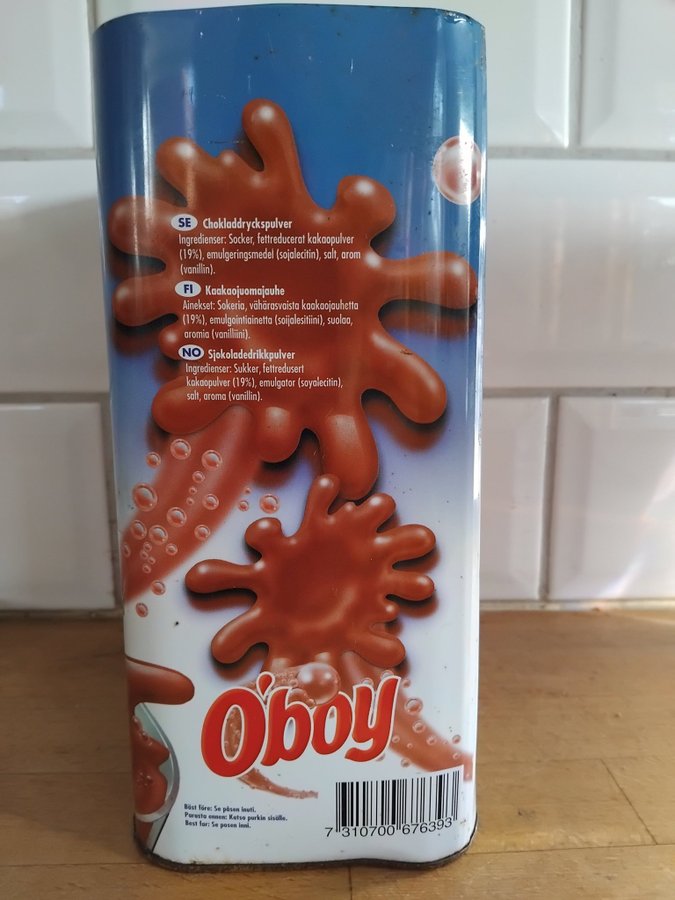 SE Chokladdryckspulver
Ingredienser: Socker, fettreducerat kakaopulver
(19%), emulgeringsmedel (sojalecitin), salt, arom
(vanillin).
FI Kaakaojuomajauhe
Ainekset: Sokeria, vähärasvaista kaakaojauhetta
(19%), emulgointiainetta (soijalesitiini), suolaa,
aromia (vanilliini).
NO Sjokoladedrikkpulver
Ingredienser: Sukker, fettredusert
kakaopulver (19%), emulgator (soyalecitin),
salt, aroma (vanillin).
O'boy
Bäst före: Se påsen inuti.
Parasta ennen: Katso purkin sisälle.
Best før: Se posen inni.
7 310700 676393